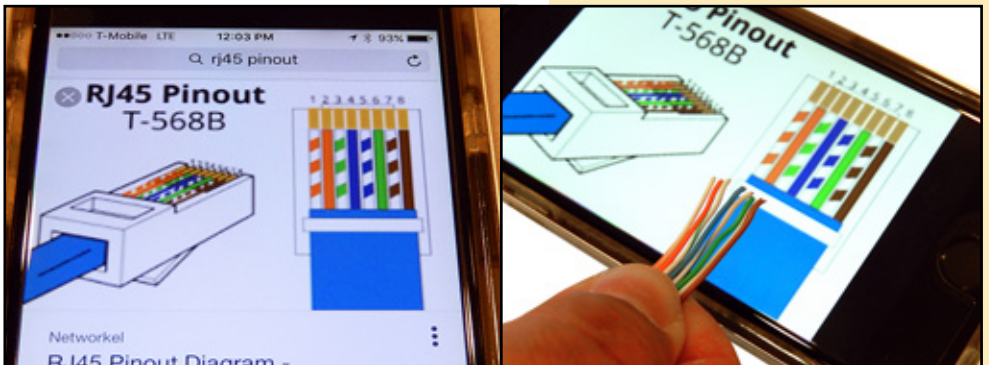 T-Mobile LTE 12:03 PM 93%
rj45 pinout
RJ45 Pinout
T-568B
1 2 3 4 5 6 7 8
Networkel
RJ45 Pinout Diagram -
Pinout
T-568B
1 2 3 4 5 6 7 8